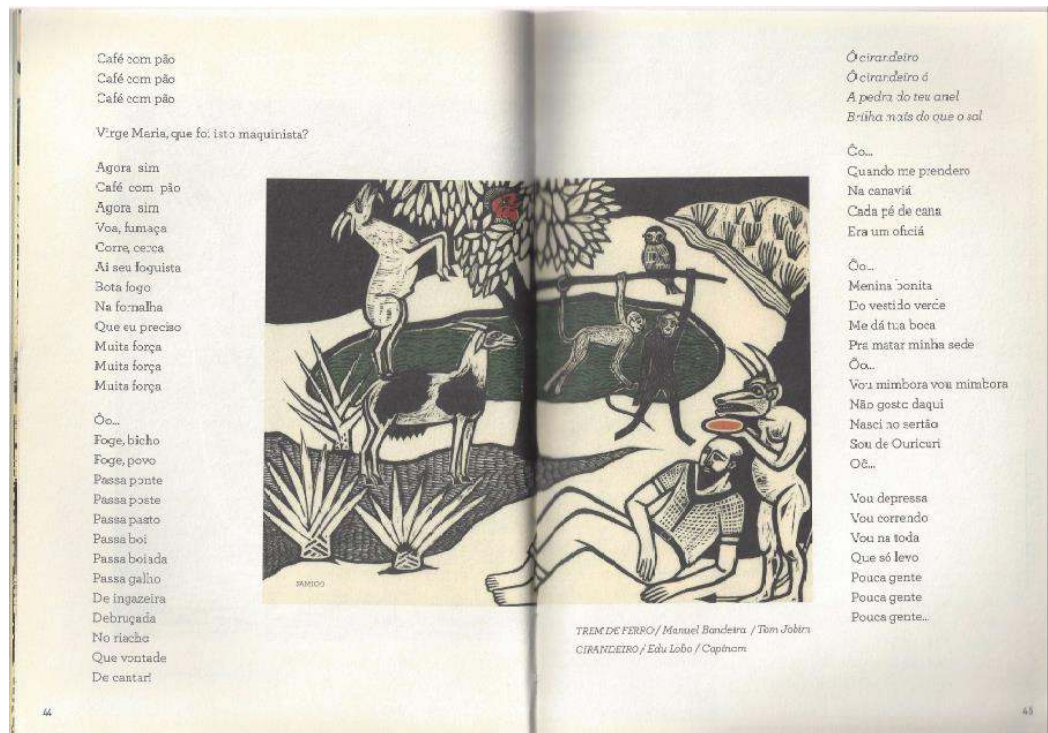 Café com pão
Café com pão
Café com pão
Virge Maria, que foi isto maquinista?
Agora sim
Café com pão
Agora sim
Voa, fumaça
Corre, cerca
Ai seu foguista
Bota fogo
Na fornalha
Que eu preciso
Muita força
Muita força
Muita força
Ôo...
Foge, bicho
Foge, povo
Passa ponte
Passa poste
Passa pasto
Passa boi
Passa boiada
Passa galho
De ingazeira
Debruçada
No riacho
Que vontade
De cantar!
44
SAMICO
Ô cirandeiro
Ô cirandeiro ó
A pedra do teu anel
Brilha mais do que o sol
Ôo...
Quando me prendero
Na canaviá
Cada pé de cana
Era um oficiá
Ôo...
Menina bonita
Do vestido verde
Me dá tua boca
Pra matar minha sede
Ôo...
Vou mimbora vou mimbora
Não gosto daqui
Nasci no sertão
Sou de Ouricuri
Oê...
Vou depressa
Vou correndo
Vou na toda
Que só levo
Pouca gente
Pouca gente
Pouca gente...
TREM DE FERRO / Manuel Bandeira / Tom Jobim
CIRANDEIRO / Edu Lobo / Capinam
45